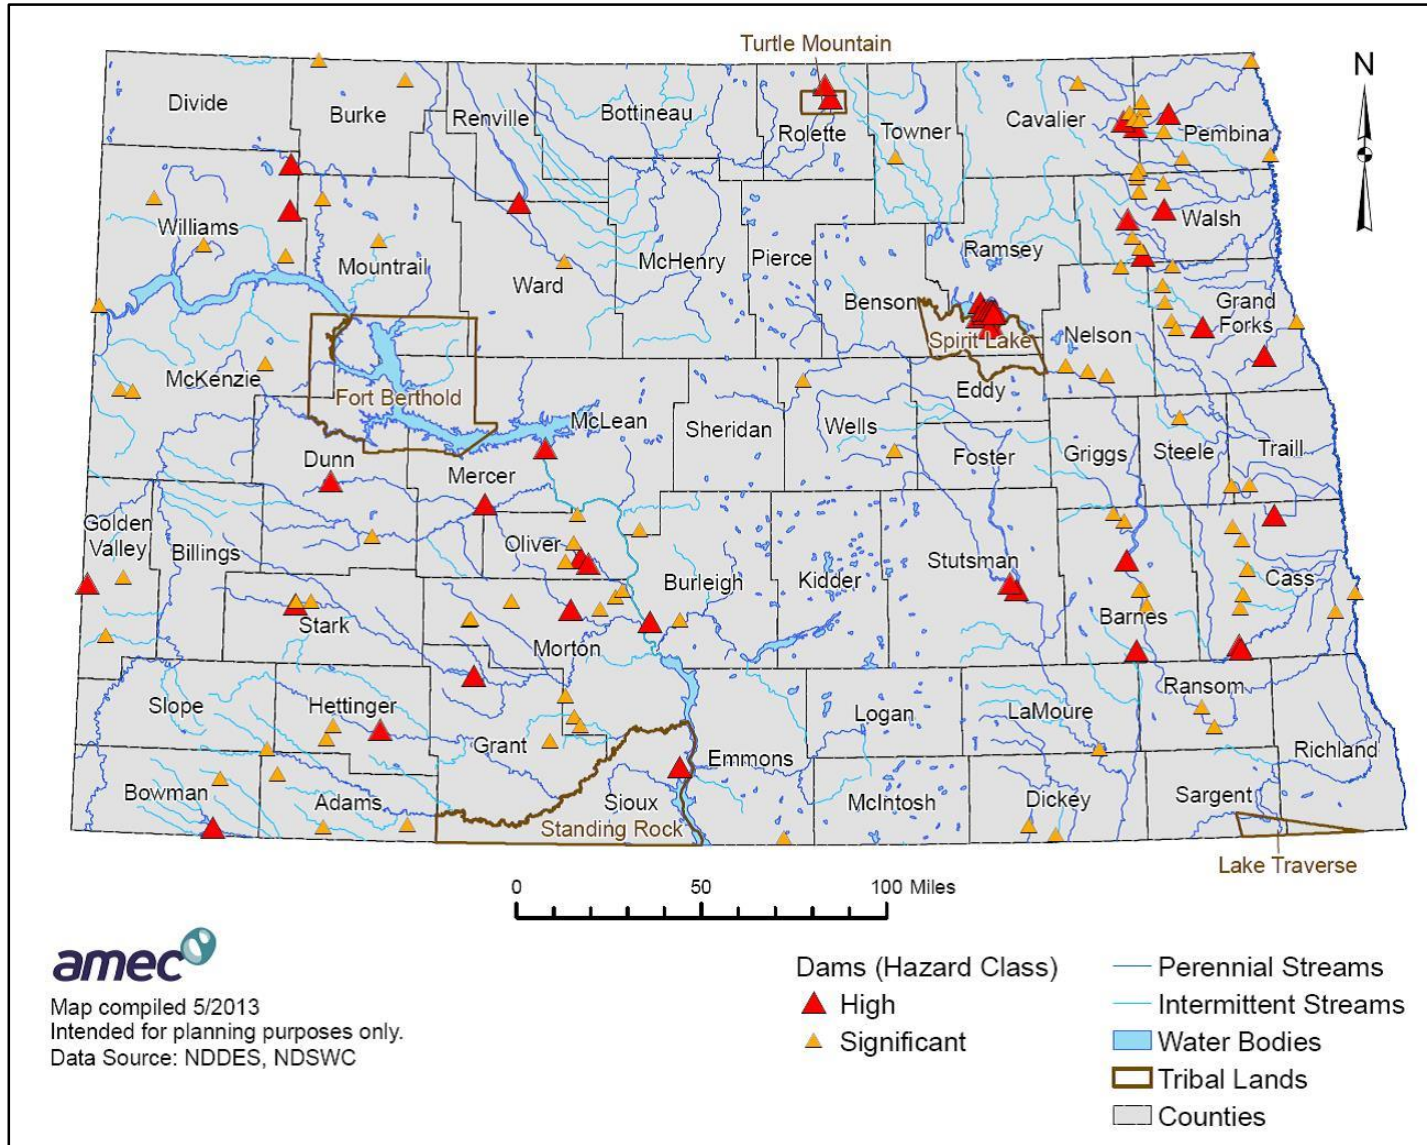 Turtle Mountain
N
Divide
Burke
Renville
Bottineau
Rolette
Towner
Cavalier
Pembina
Williams
Mountrail
Ward
McHenry
Pierce
Benson
Ramsey
Walsh
Nelson
Grand
Forks
Spirit Lake
McKenzie
Fort Berthold
McLean
Sheridan
Wells
Eddy
Foster
Griggs
Steele
Traill
Dunn
Mercer
Golden
Valley
Billings
Oliver
Burleigh
Kidder
Stutsman
Barnes
Cass
Stark
Morton
Slope
Hettinger
Grant
Emmons
Logan
LaMoure
Ransom
Richland
Bowman
Adams
Sioux
Standing Rock
McIntosh
Dickey
Sargent
Lake Traverse
0 50 100 Miles
amec
Map compiled 5/2013
Intended for planning purposes only.
Data Source: NDDES, NDSWC
Dams (Hazard Class)
High
Significant
Perennial Streams
Intermittent Streams
Water Bodies
Tribal Lands
Counties